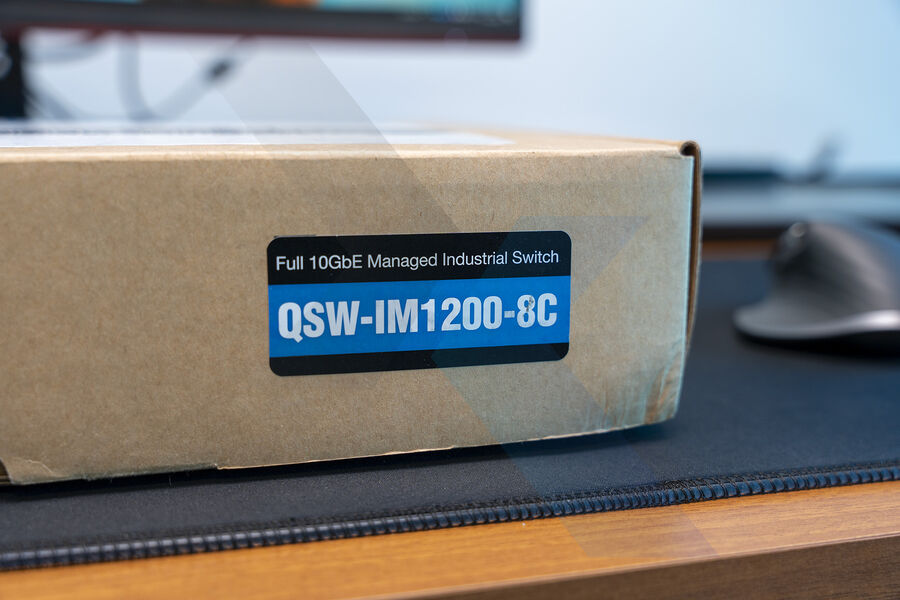 Full 10GbE Managed Industrial Switch
QSW-IM1200-8C